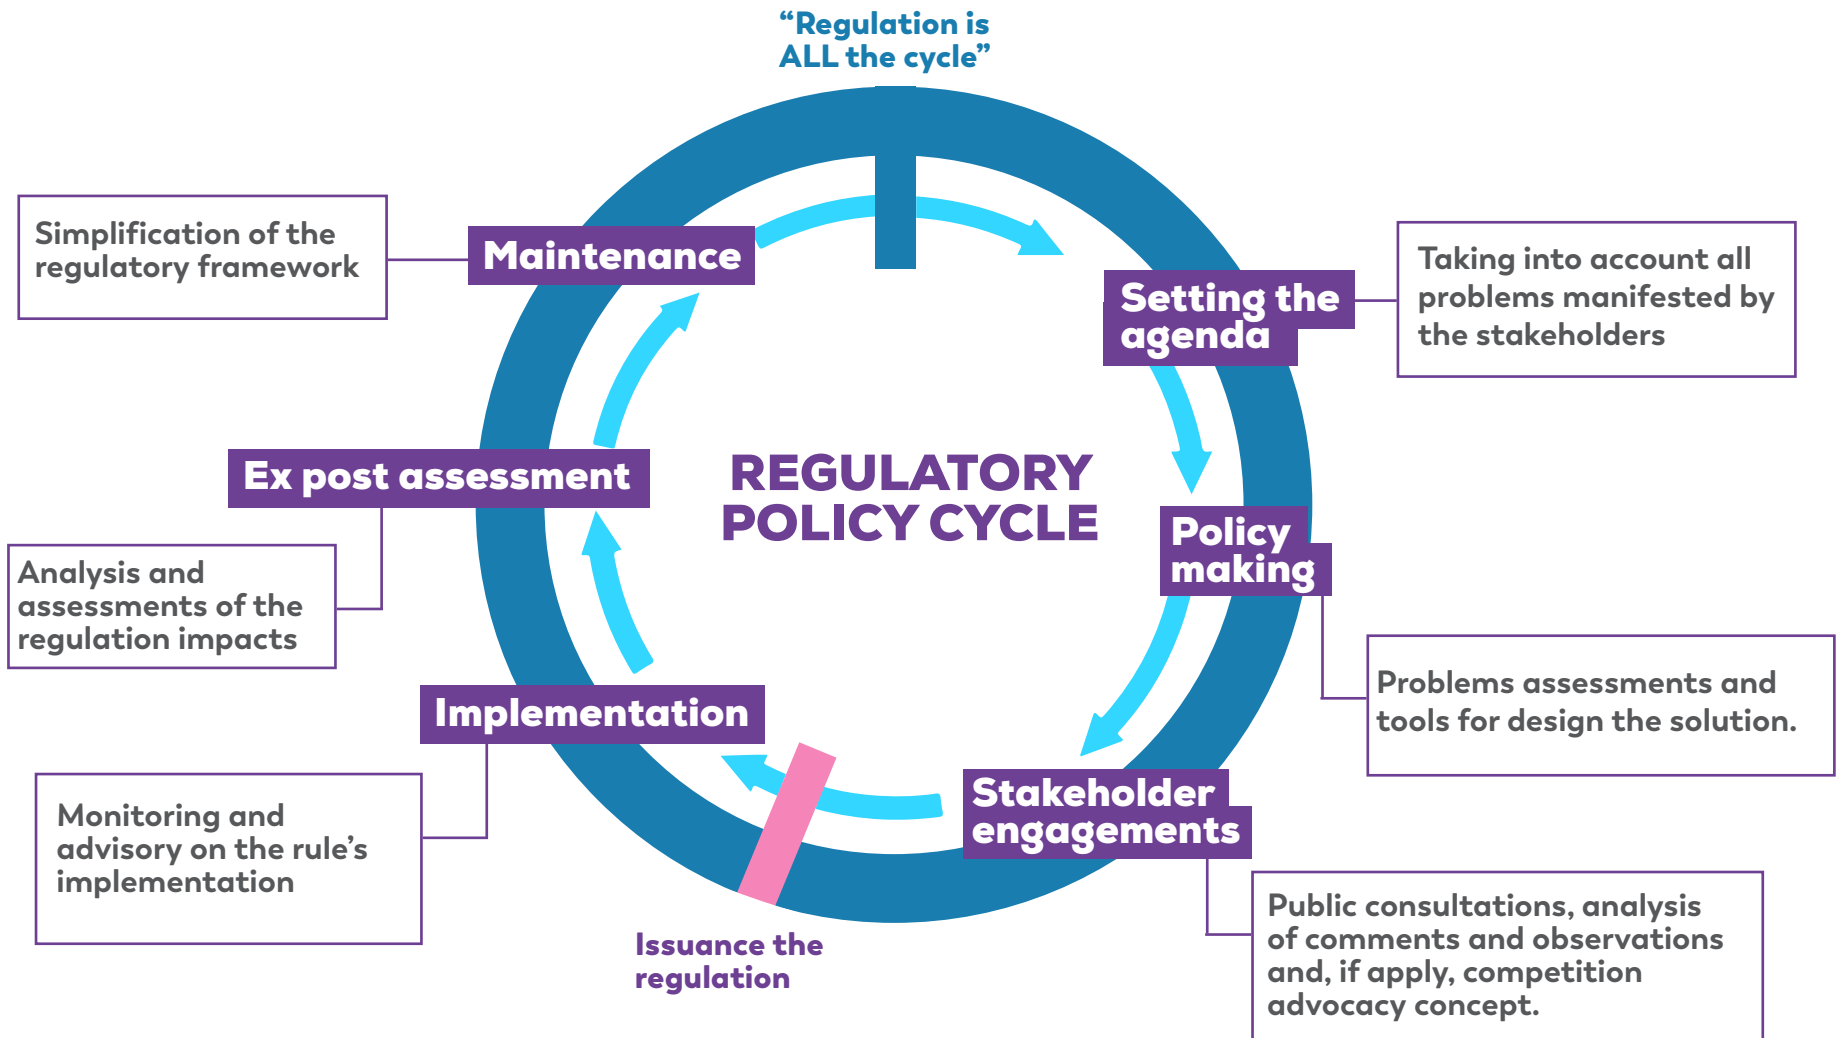 “Regulation is
ALL the cycle”
Simplification of the
regulatory framework
Maintenance
Setting the
agenda
Taking into account all
problems manifested by
the stakeholders
Ex post assessment
REGULATORY
POLICY CYCLE
Policy
making
Analysis and
assessments of the
regulation impacts
Problems assessments and
tools for design the solution.
Implementation
Stakeholder
engagements
Monitoring and
advisory on the rule’s
implementation
Issuance the
regulation
Public consultations, analysis
of comments and observations
and, if apply, competition
advocacy concept.